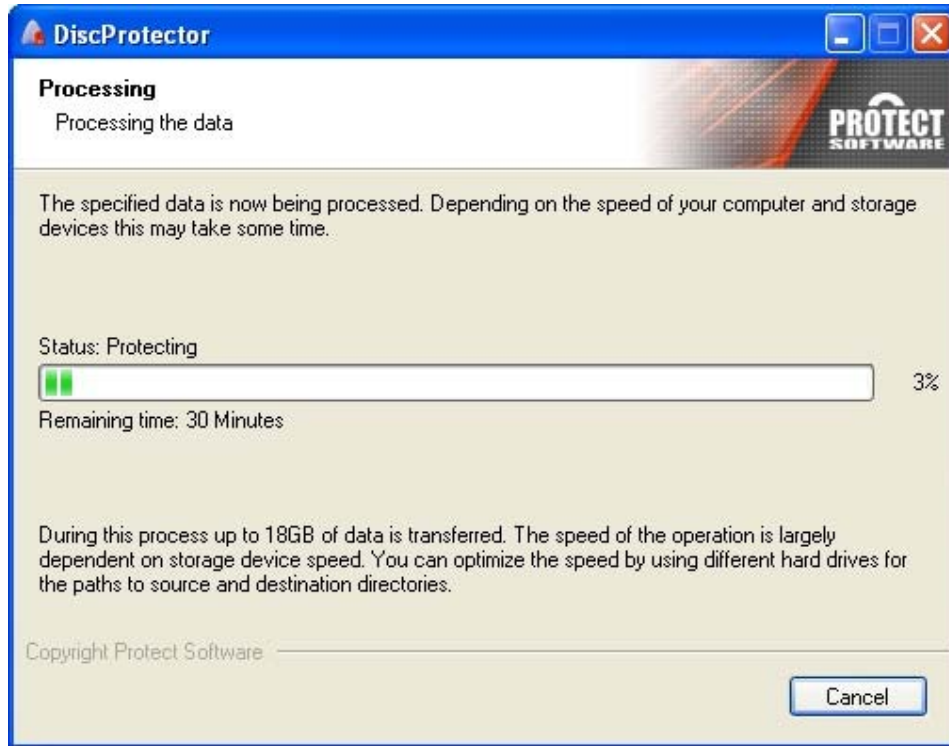 DiscProtector
Processing
Processing the data
PROTECT
SOFTWARE
The specified data is now being processed. Depending on the speed of your computer and storage
devices this may take some time.
Status: Protecting
3%
Remaining time: 30 Minutes
During this process up to 18GB of data is transferred. The speed of the operation is largely
dependent on storage device speed. You can optimize the speed by using different hard drives for
the paths to source and destination directories.
Copyright Protect Software
Cancel